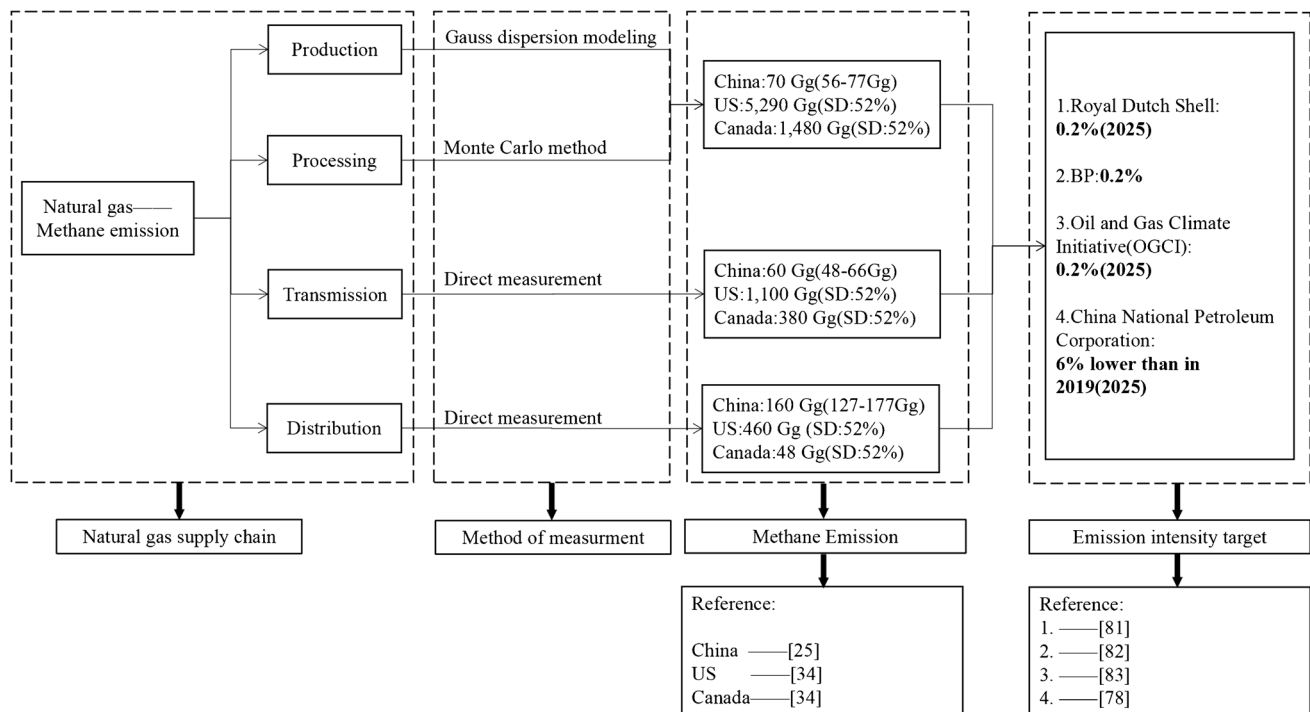 Natural gas——
Methane emission
Production
Processing
Transmission
Distribution
Gauss dispersion modeling
Monte Carlo method
Direct measurement
Direct measurement
China:70 Gg(56-77Gg)
US:5,290 Gg(SD:52%)
Canada:1,480 Gg(SD:52%)
China:60 Gg(48-66Gg)
US:1,100 Gg(SD:52%)
Canada:380 Gg(SD:52%)
China:160 Gg(127-177Gg)
US:460 Gg (SD:52%)
Canada:48 Gg(SD:52%)
1.Royal Dutch Shell:
0.2%(2025)
2.BP:0.2%
3.Oil and Gas Climate
Initiative(OGCI):
0.2%(2025)
4.China National Petroleum
Corporation:
6% lower than in
2019(2025)
Natural gas supply chain
Method of measurment
Methane Emission
Emission intensity target
Reference:
China ——[25]
US ——[34]
Canada——[34]
Reference:
1. ——[81]
2. ——[82]
3. ——[83]
4. ——[78]